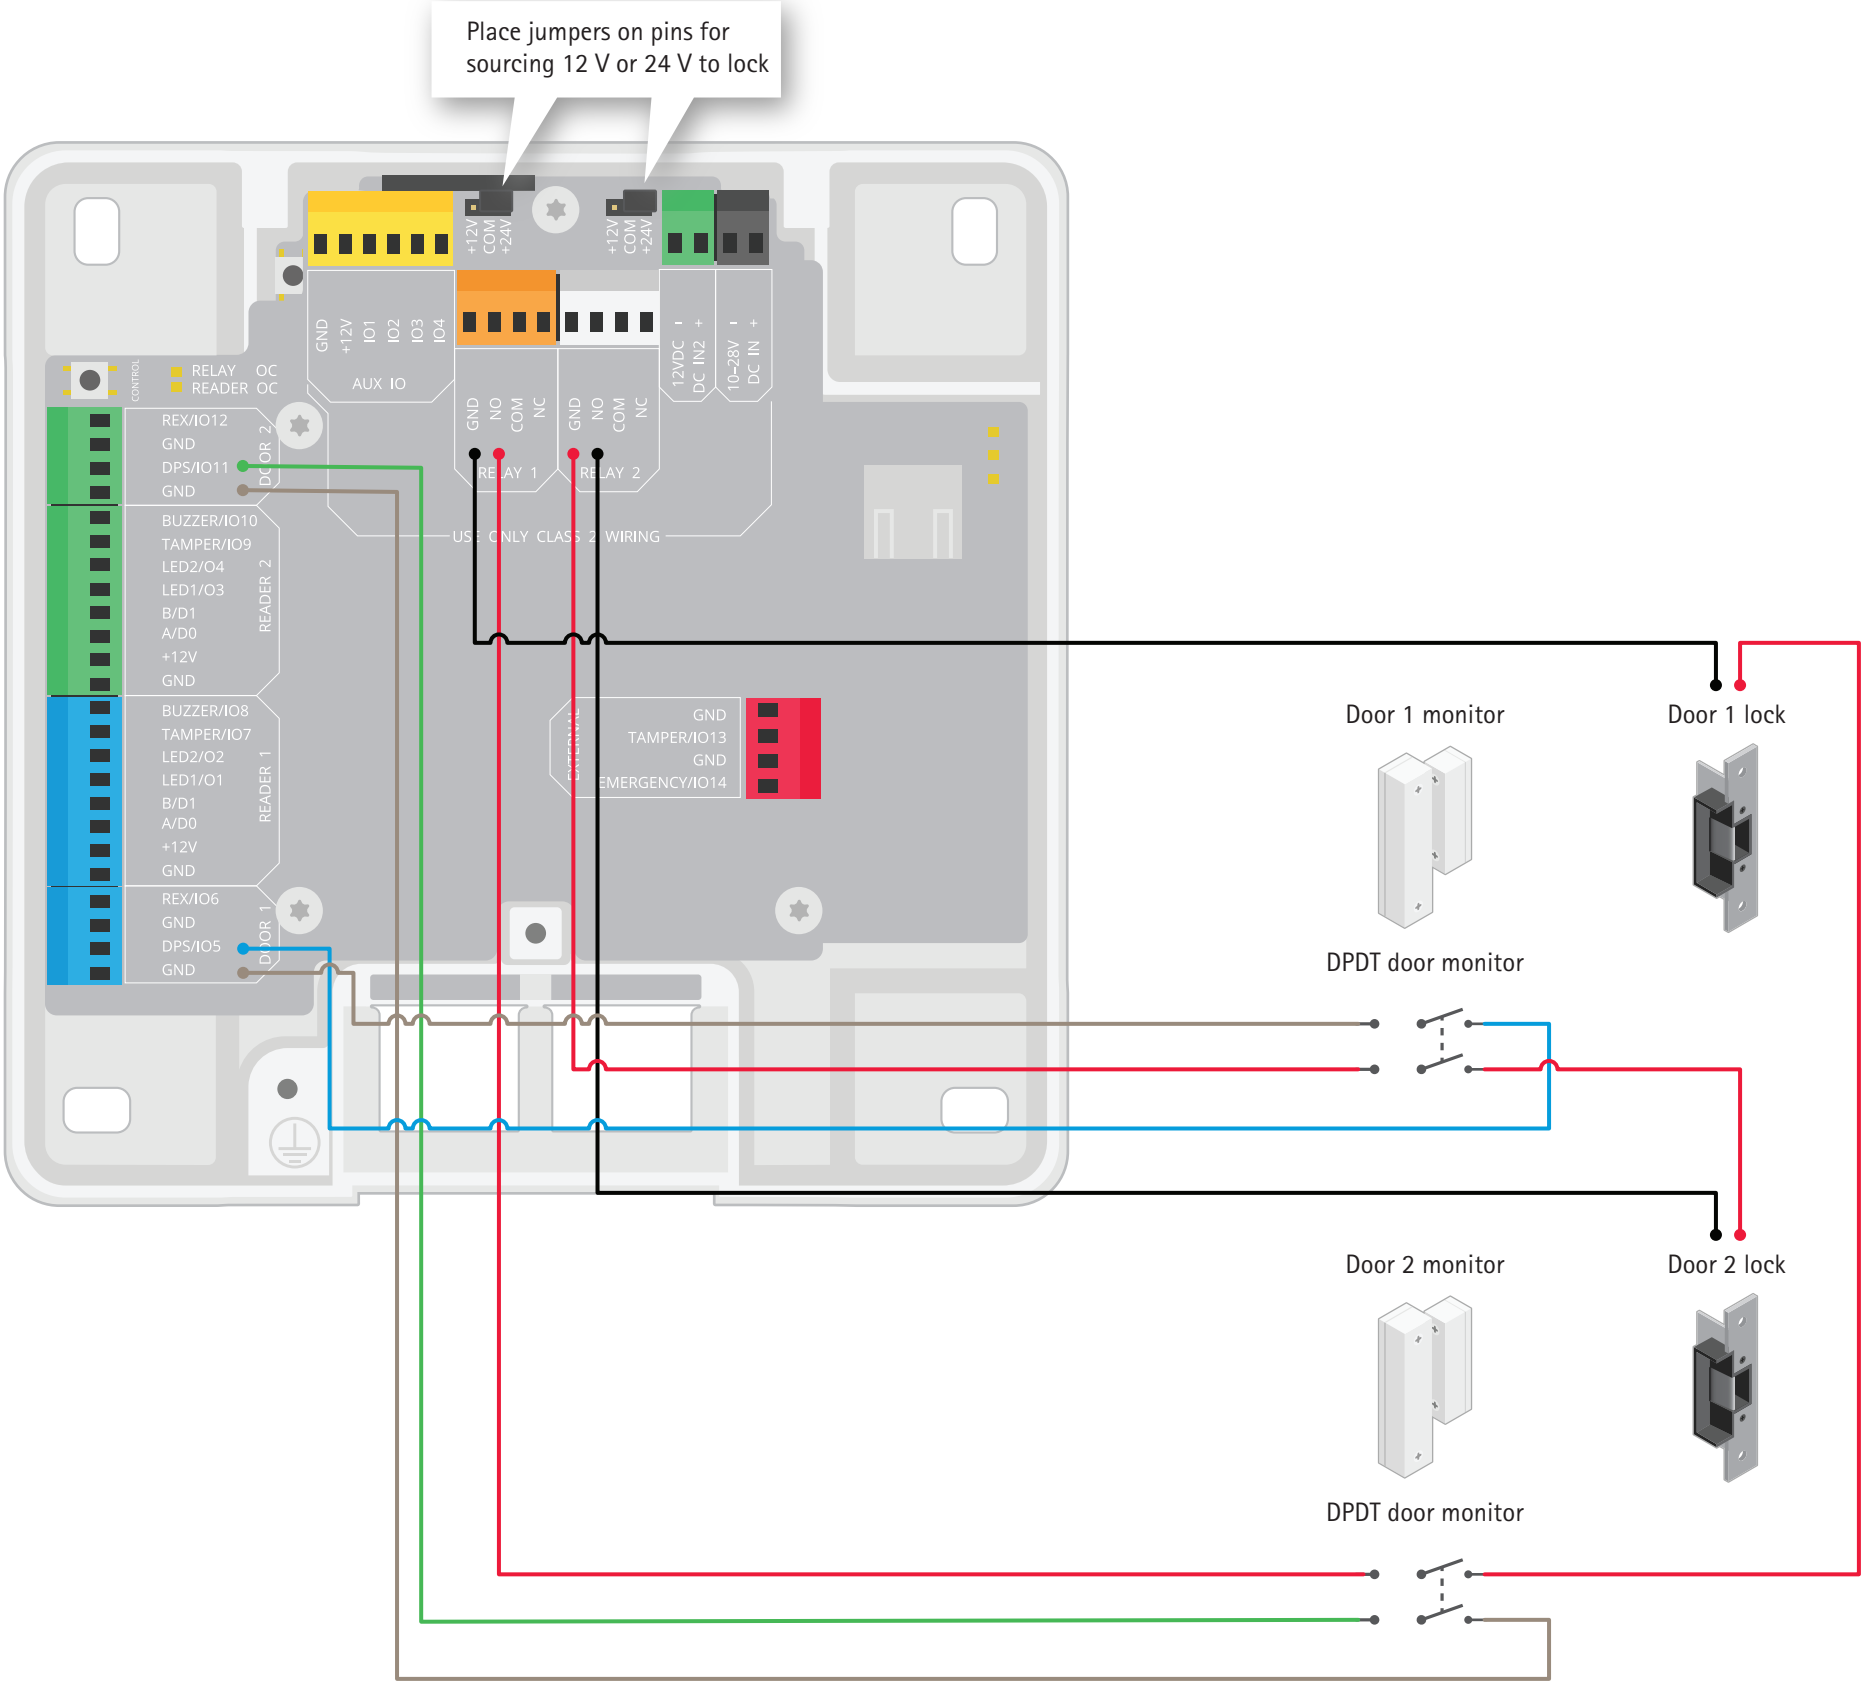 Place jumpers on pins for
sourcing 12 V or 24 V to lock
+12V
COM
+24V
+12V
COM
+24V
GND
+12V
IO1
IO2
IO3
IO4
AUX IO
GND
NO
COM
NC
RELAY 1
GND
NO
COM
NC
RELAY 2
12VDC -
DC IN2 +
10–28V -
DC IN +
USE ONLY CLASS 2 WIRING
CONTROL
RELAY OC
READER OC
REX/IO12
GND
DPS/IO11
GND
DOOR 2
BUZZER/IO10
TAMPER/IO9
LED2/O4
LED1/O3
B/D1
A/D0
+12V
GND
READER 2
BUZZER/IO8
TAMPER/IO7
LED2/O2
LED1/O1
B/D1
A/D0
+12V
GND
READER 1
REX/IO6
GND
DPS/IO5
GND
DOOR 1
EXTERNAL
GND
TAMPER/IO13
GND
EMERGENCY/IO14
Door 1 monitor
Door 1 lock
DPDT door monitor
Door 2 monitor
Door 2 lock
DPDT door monitor